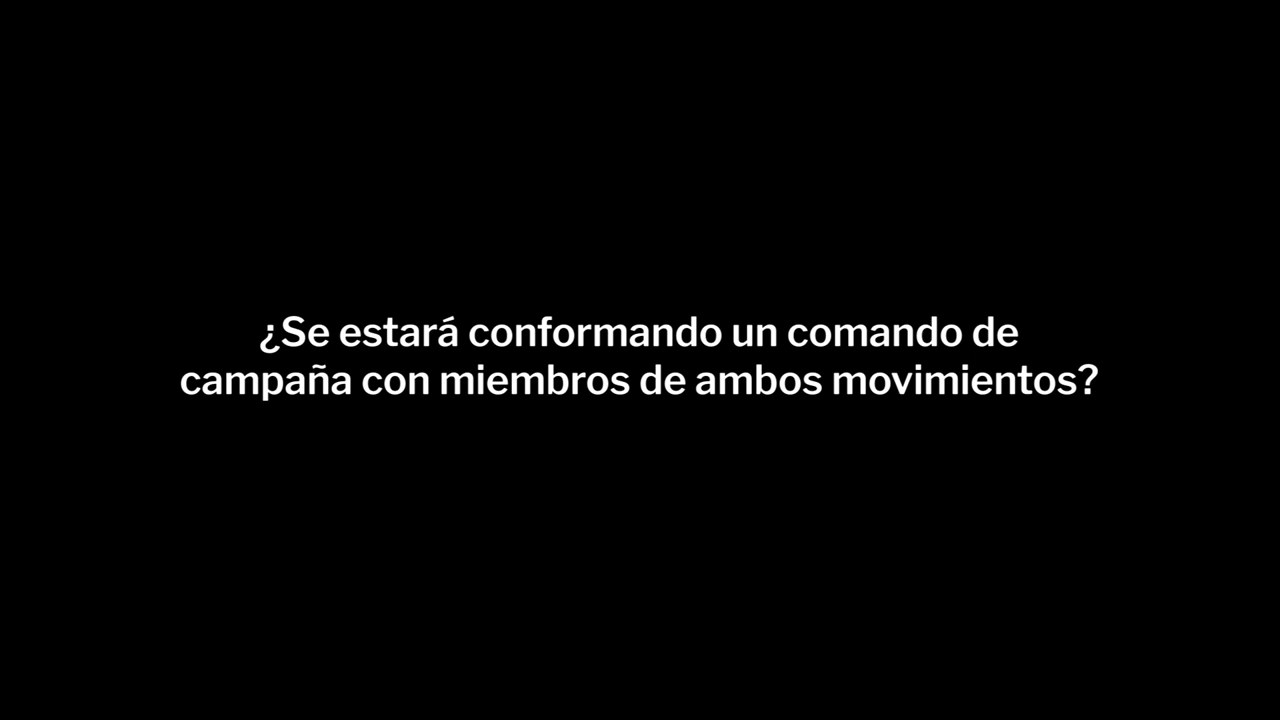 ¿Se estará conformando un comando de
campaña con miembros de ambos movimientos?